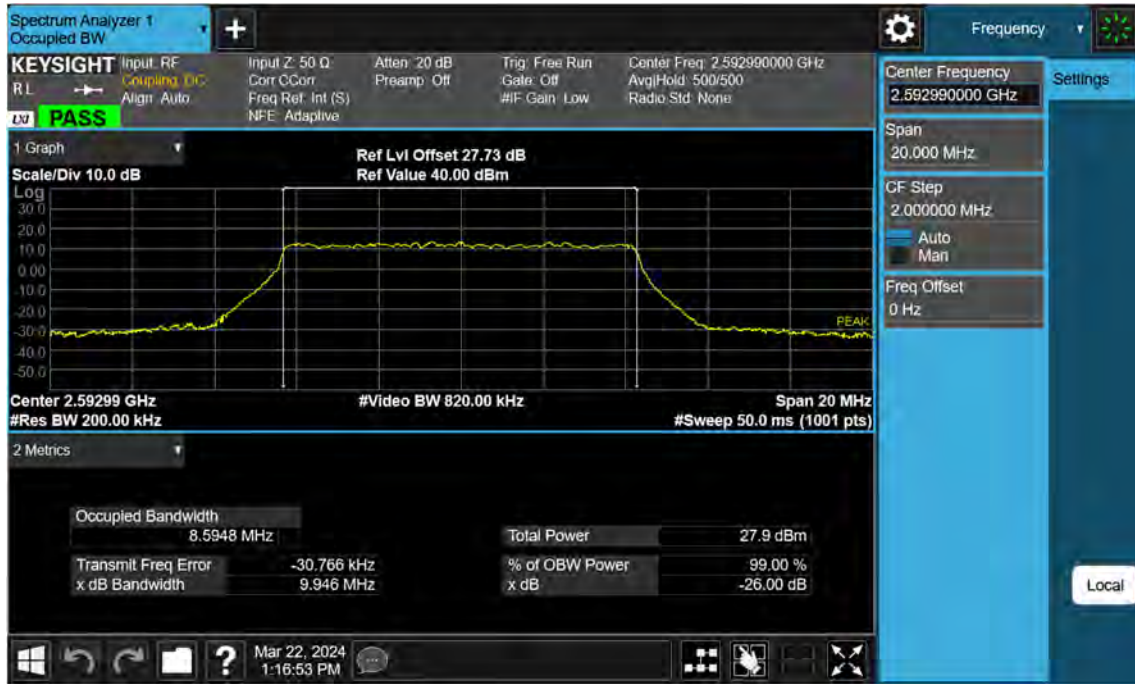 Spectrum Analyzer 1
Occupied BW
+
Frequency
KEYSIGHT
RL
LXI
PASS
Input: RF
Coupling: DC
Align: Auto
Input Z: 50 Ω
Corr CCorr
Freq Ref: Int (S)
NFE: Adaptive
Atten: 20 dB
Preamp: Off
Trig: Free Run
Gate: Off
#IF Gain: Low
Center Freq: 2.592990000 GHz
Avg|Hold: 500/500
Radio Std: None
Center Frequency
2.592990000 GHz
Settings
Span
20.000 MHz
CF Step
2.000000 MHz
Auto
Man
Freq Offset
0 Hz
Local
1 Graph
Scale/Div 10.0 dB
Ref Lvl Offset 27.73 dB
Ref Value 40.00 dBm
Log
30.0
20.0
10.0
0.00
-10.0
-20.0
-30.0
-40.0
-50.0
PEAK
Center 2.59299 GHz
#Video BW 820.00 kHz
Span 20 MHz
#Res BW 200.00 kHz
#Sweep 50.0 ms (1001 pts)
2 Metrics
Occupied Bandwidth
8.5948 MHz
Total Power 27.9 dBm
Transmit Freq Error -30.766 kHz
% of OBW Power 99.00 %
x dB Bandwidth 9.946 MHz
x dB -26.00 dB
?
Mar 22, 2024
1:16:53 PM